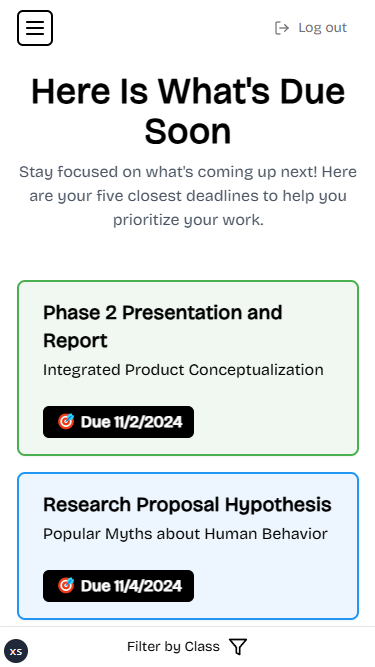 Log out
Here Is What's Due
Soon
Stay focused on what's coming up next! Here
are your five closest deadlines to help you
prioritize your work.
Phase 2 Presentation and
Report
Integrated Product Conceptualization
🎯 Due 11/2/2024
Research Proposal Hypothesis
Popular Myths about Human Behavior
🎯 Due 11/4/2024
Filter by Class
XS